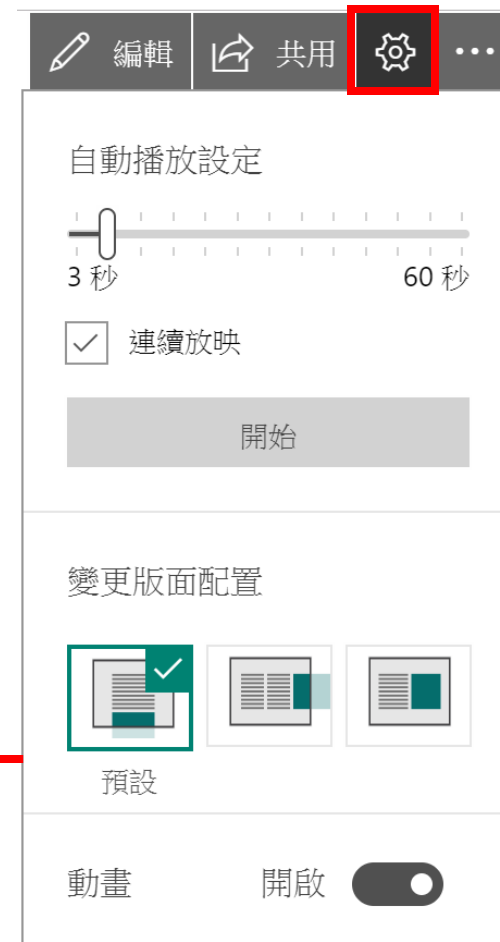 編輯 共用 ···
自動播放設定
3 秒 60 秒
連續放映
開始
變更版面配置
預設
動畫 開啟